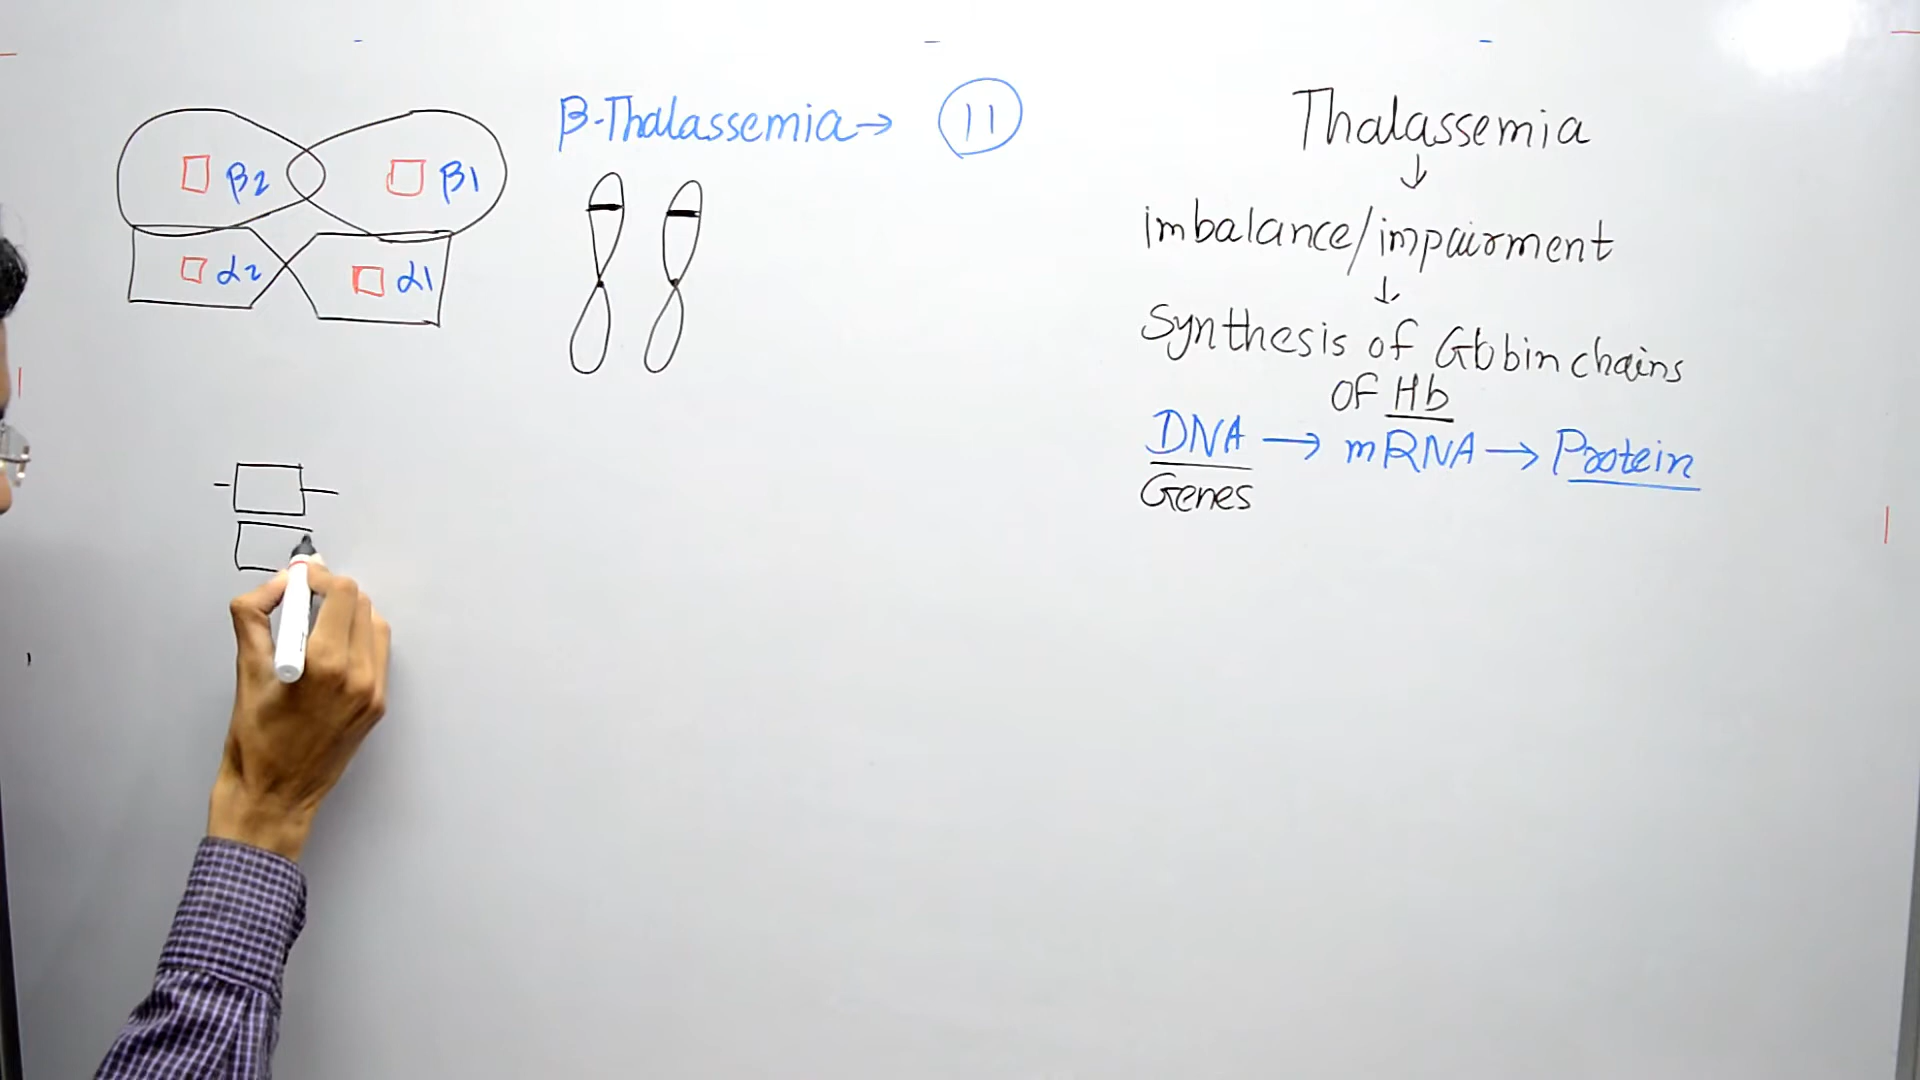 β2 β1
α2 α1
β-Thalassemia → 11
Thalassemia
↓
imbalance/impairment
↓
Synthesis of Globin chains
of Hb
DNA → mRNA → Protein
Genes